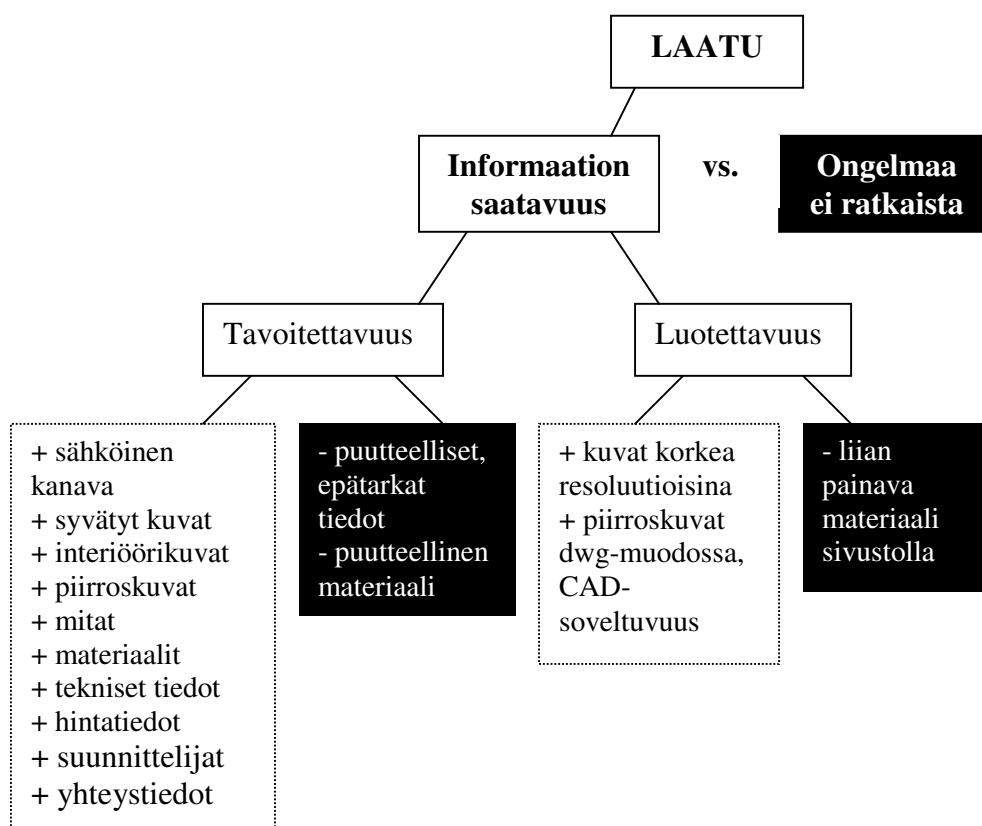 LAATU
Informaation
saatavuus
vs.
Ongelmaa
ei ratkaista
Tavoitettavuus
Luotettavuus
+ sähköinen
kanava
+ syvätyt kuvat
+ interiöörikuvat
+ piirroskuvat
+ mitat
+ materiaalit
+ tekniset tiedot
+ hintatiedot
+ suunnittelijat
+ yhteystiedot
- puutteelliset,
epätarkat
tiedot
- puutteellinen
materiaali
+ kuvat korkea
resoluutioisina
+ piirroskuvat
dwg-muodossa,
CAD-
soveltuvuus
- liian
painava
materiaali
sivustolla